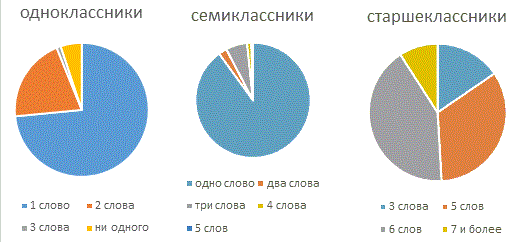 одноклассники
1 слово 2 слова
3 слова ни одного
семиклассники
одно слово два слова
три слова 4 слова
5 слов
старшеклассники
3 слова 5 слов
6 слов 7 и более